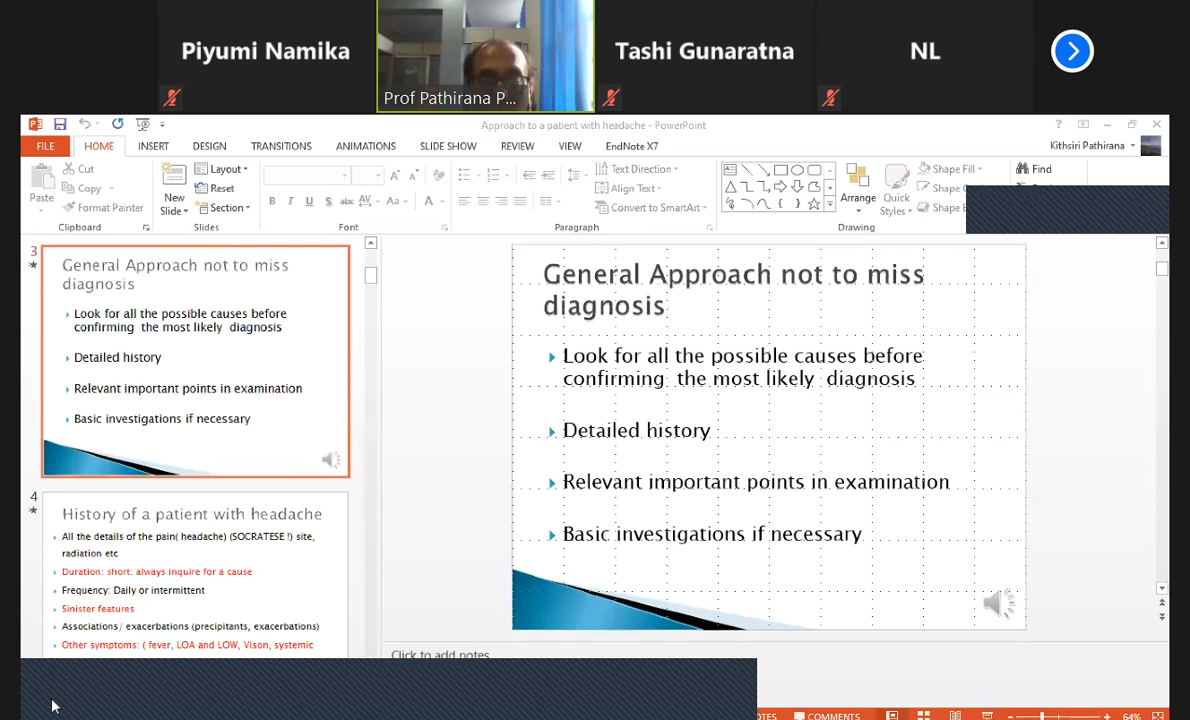 Piyumi Namika
Prof Pathirana P...
Tashi Gunaratna
NL
Approach to a patient with headache - PowerPoint
?
FILE HOME INSERT DESIGN TRANSITIONS ANIMATIONS SLIDE SHOW REVIEW VIEW EndNote X7
Kithsiri Pathirana
Paste
Cut
Copy
Format Painter
Clipboard
New
Slide
Layout
Reset
Section
Slides
B I U S abc AV Aa A
Font
Text Direction
Align Text
Convert to SmartArt
Paragraph
Arrange
Quick
Styles
Shape Fill
Shape
Shape
Drawing
Find
3
General Approach not to miss
diagnosis
Look for all the possible causes before
confirming the most likely diagnosis
Detailed history
Relevant important points in examination
Basic investigations if necessary
4
History of a patient with headache
All the details of the pain( headache) (SOCRATESE !) site,
radiation etc
Duration: short: always inquire for a cause
Frequency: Daily or intermittent
Sinister features
Associations/ exacerbations (precipitants, exacerbations)
Other symptoms: ( fever, LOA and LOW, Vison, systemic
General Approach not to miss
diagnosis
Look for all the possible causes before
confirming the most likely diagnosis
Detailed history
Relevant important points in examination
Basic investigations if necessary
Click to add notes
COMMENTS
64%